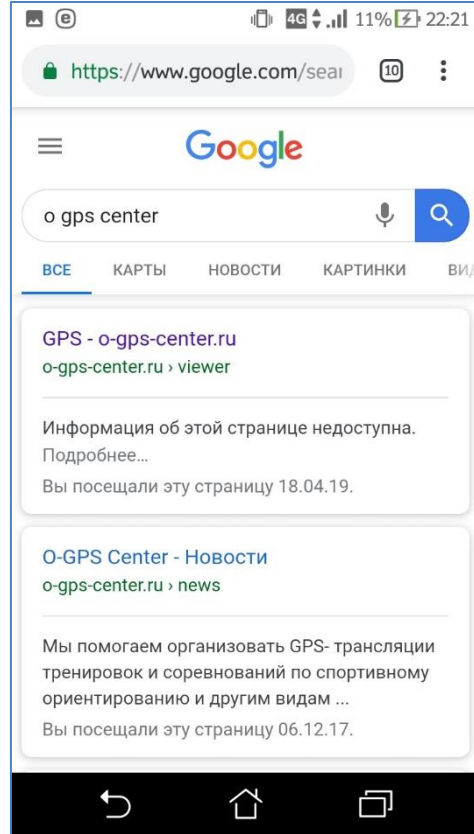 4G 11% 22:21
https://www.google.com/sear 10
Google
o gps center
ВСЕ КАРТЫ НОВОСТИ КАРТИНКИ ВИД
GPS - o-gps-center.ru
o-gps-center.ru › viewer
Информация об этой странице недоступна.
Подробнее...
Вы посещали эту страницу 18.04.19.
O-GPS Center - Новости
o-gps-center.ru › news
Мы помогаем организовать GPS- трансляции
тренировок и соревнований по спортивному
ориентированию и другим видам ...
Вы посещали эту страницу 06.12.17.